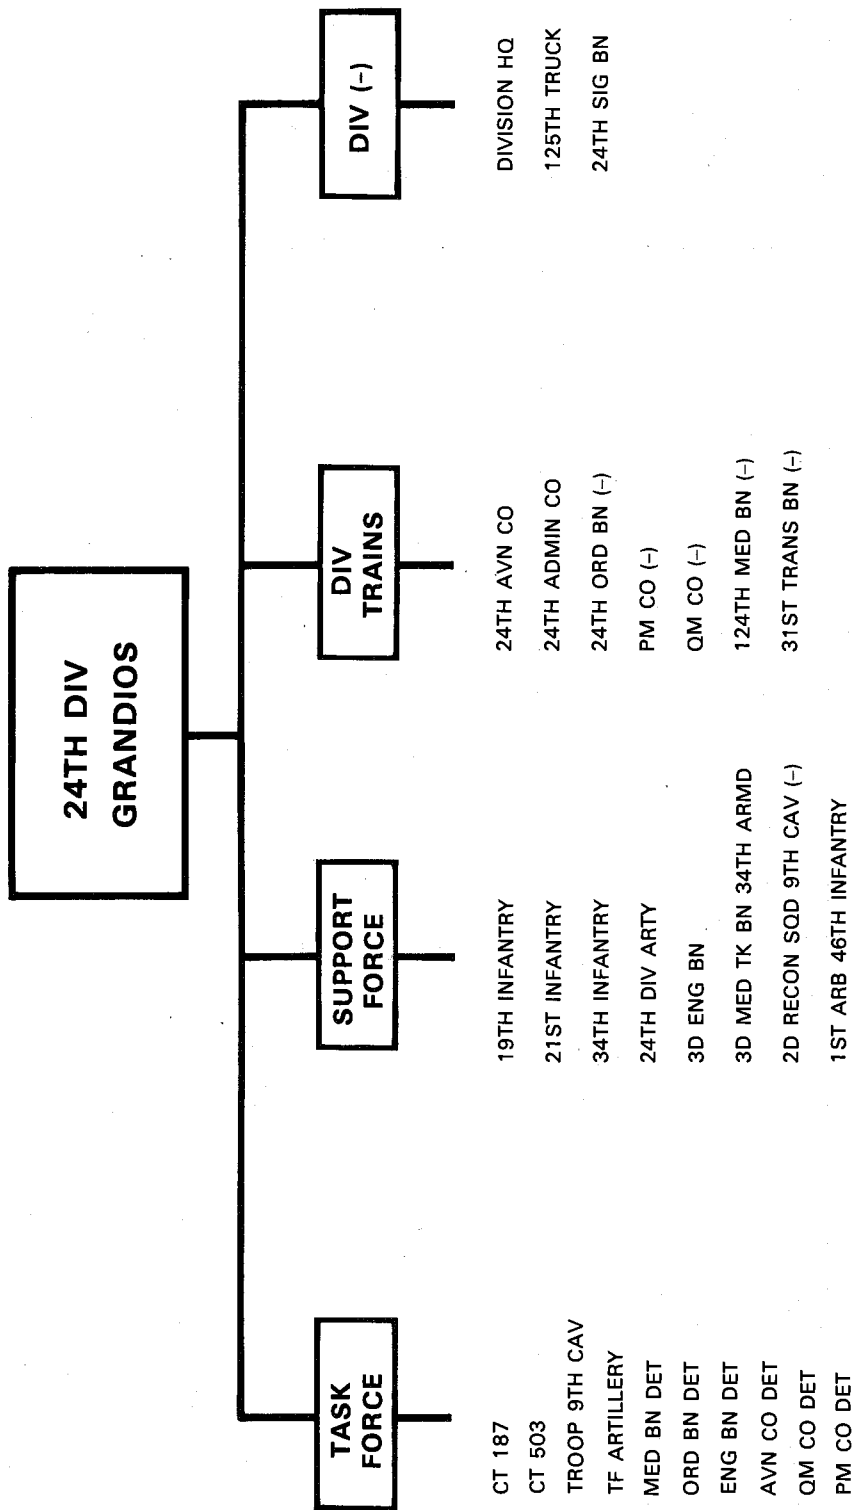 24TH DIV
GRANDIOS
TASK
FORCE
CT 187
CT 503
TROOP 9TH CAV
TF ARTILLERY
MED BN DET
ORD BN DET
ENG BN DET
AVN CO DET
QM CO DET
PM CO DET
SUPPORT
FORCE
19TH INFANTRY
21ST INFANTRY
34TH INFANTRY
24TH DIV ARTY
3D ENG BN
3D MED TK BN 34TH ARMD
2D RECON SQD 9TH CAV (–)
1ST ARB 46TH INFANTRY
DIV
TRAINS
24TH AVN CO
24TH ADMIN CO
24TH ORD BN (–)
PM CO (–)
QM CO (–)
124TH MED BN (–)
31ST TRANS BN (–)
DIV (–)
DIVISION HQ
125TH TRUCK
24TH SIG BN